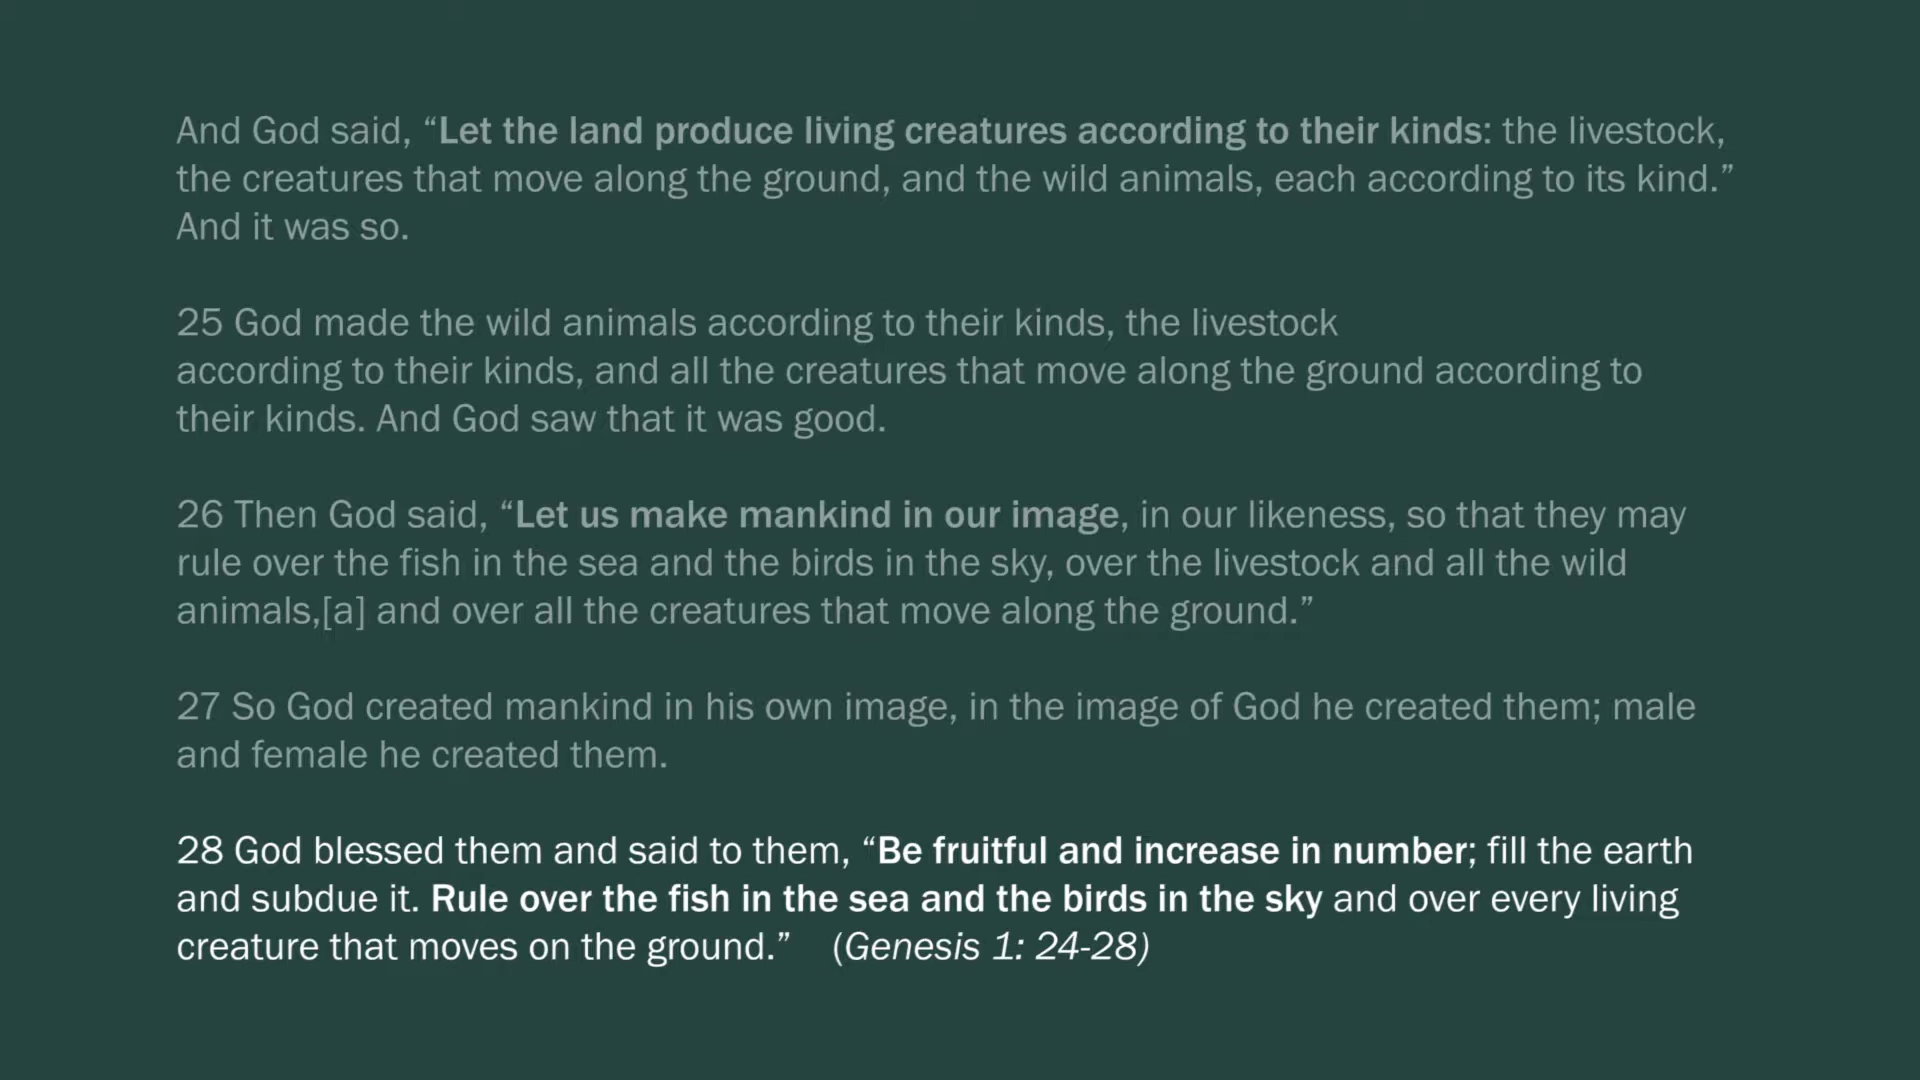 And God said, “Let the land produce living creatures according to their kinds: the livestock,
the creatures that move along the ground, and the wild animals, each according to its kind.”
And it was so.
25 God made the wild animals according to their kinds, the livestock
according to their kinds, and all the creatures that move along the ground according to
their kinds. And God saw that it was good.
26 Then God said, “Let us make mankind in our image, in our likeness, so that they may
rule over the fish in the sea and the birds in the sky, over the livestock and all the wild
animals,[a] and over all the creatures that move along the ground.”
27 So God created mankind in his own image, in the image of God he created them; male
and female he created them.
28 God blessed them and said to them, “Be fruitful and increase in number; fill the earth
and subdue it. Rule over the fish in the sea and the birds in the sky and over every living
creature that moves on the ground.” (Genesis 1: 24-28)